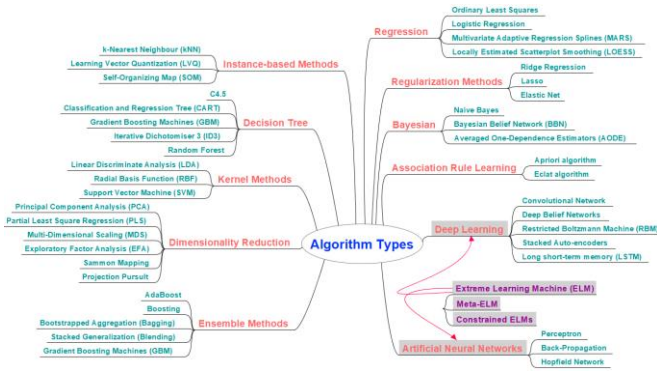 Algorithm Types
Regression
Ordinary Least Squares
Logistic Regression
Multivariate Adaptive Regression Splines (MARS)
Locally Estimated Scatterplot Smoothing (LOESS)
Regularization Methods
Ridge Regression
Lasso
Elastic Net
Bayesian
Naive Bayes
Bayesian Belief Network (BBN)
Averaged One-Dependence Estimators (AODE)
Association Rule Learning
Apriori algorithm
Eclat algorithm
Deep Learning
Convolutional Network
Deep Belief Networks
Restricted Boltzmann Machine (RBM)
Stacked Auto-encoders
Long short-term memory (LSTM)
Extreme Learning Machine (ELM)
Meta-ELM
Constrained ELMs
Artificial Neural Networks
Perceptron
Back-Propagation
Hopfield Network
Instance-based Methods
k-Nearest Neighbour (kNN)
Learning Vector Quantization (LVQ)
Self-Organizing Map (SOM)
Decision Tree
C4.5
Classification and Regression Tree (CART)
Gradient Boosting Machines (GBM)
Iterative Dichotomiser 3 (ID3)
Random Forest
Kernel Methods
Linear Discriminate Analysis (LDA)
Radial Basis Function (RBF)
Support Vector Machine (SVM)
Dimensionality Reduction
Principal Component Analysis (PCA)
Partial Least Square Regression (PLS)
Multi-Dimensional Scaling (MDS)
Exploratory Factor Analysis (EFA)
Sammon Mapping
Projection Pursuit
Ensemble Methods
AdaBoost
Boosting
Bootstrapped Aggregation (Bagging)
Stacked Generalization (Blending)
Gradient Boosting Machines (GBM)